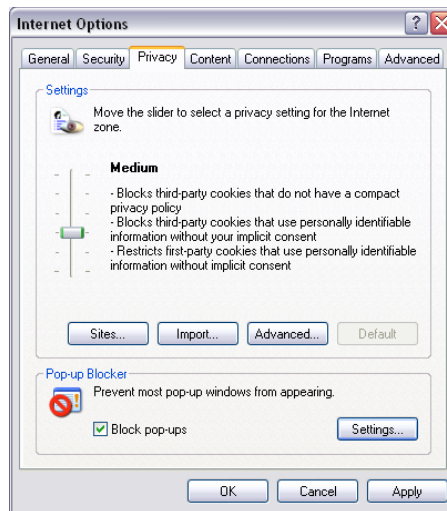 Internet Options
General Security Privacy Content Connections Programs Advanced
Settings
Move the slider to select a privacy setting for the Internet
zone.
Medium
- Blocks third-party cookies that do not have a compact
privacy policy
- Blocks third-party cookies that use personally identifiable
information without your implicit consent
- Restricts first-party cookies that use personally identifiable
information without implicit consent
Sites... Import... Advanced... Default
Pop-up Blocker
Prevent most pop-up windows from appearing.
Block pop-ups Settings...
OK Cancel Apply